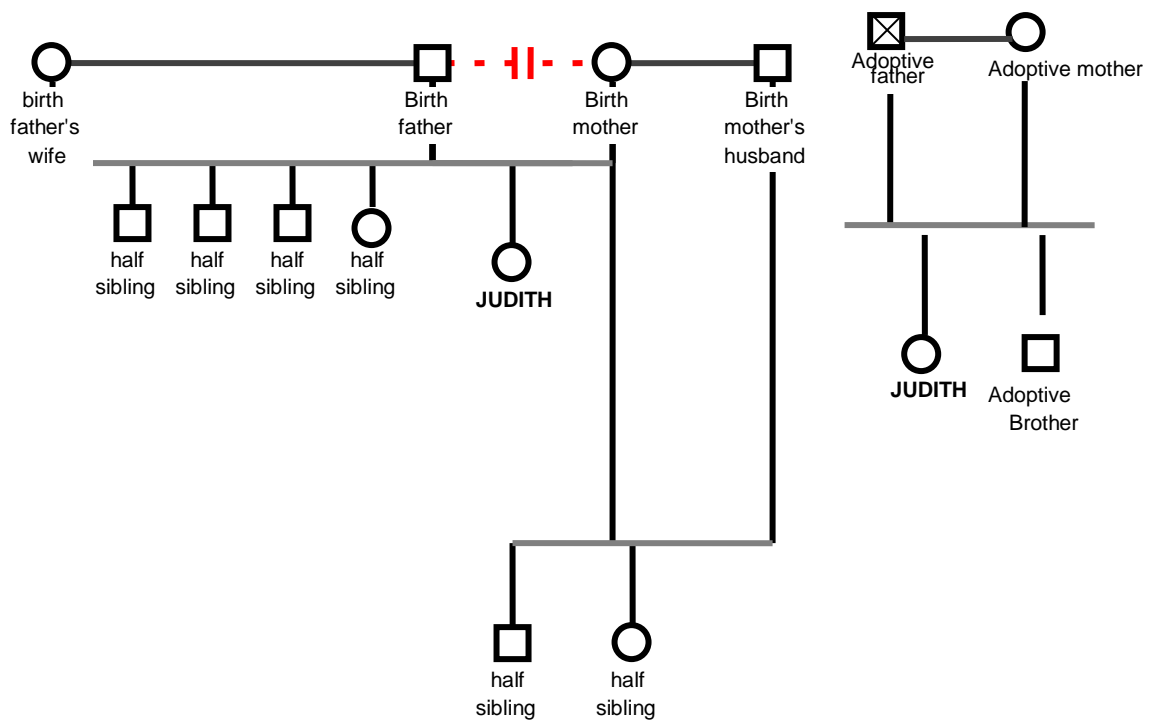 birth
father's
wife
Birth
father
Birth
mother
Birth
mother's
husband
Adoptive
father
Adoptive mother
half
sibling
half
sibling
half
sibling
half
sibling
JUDITH
JUDITH
Adoptive
Brother
half
sibling
half
sibling